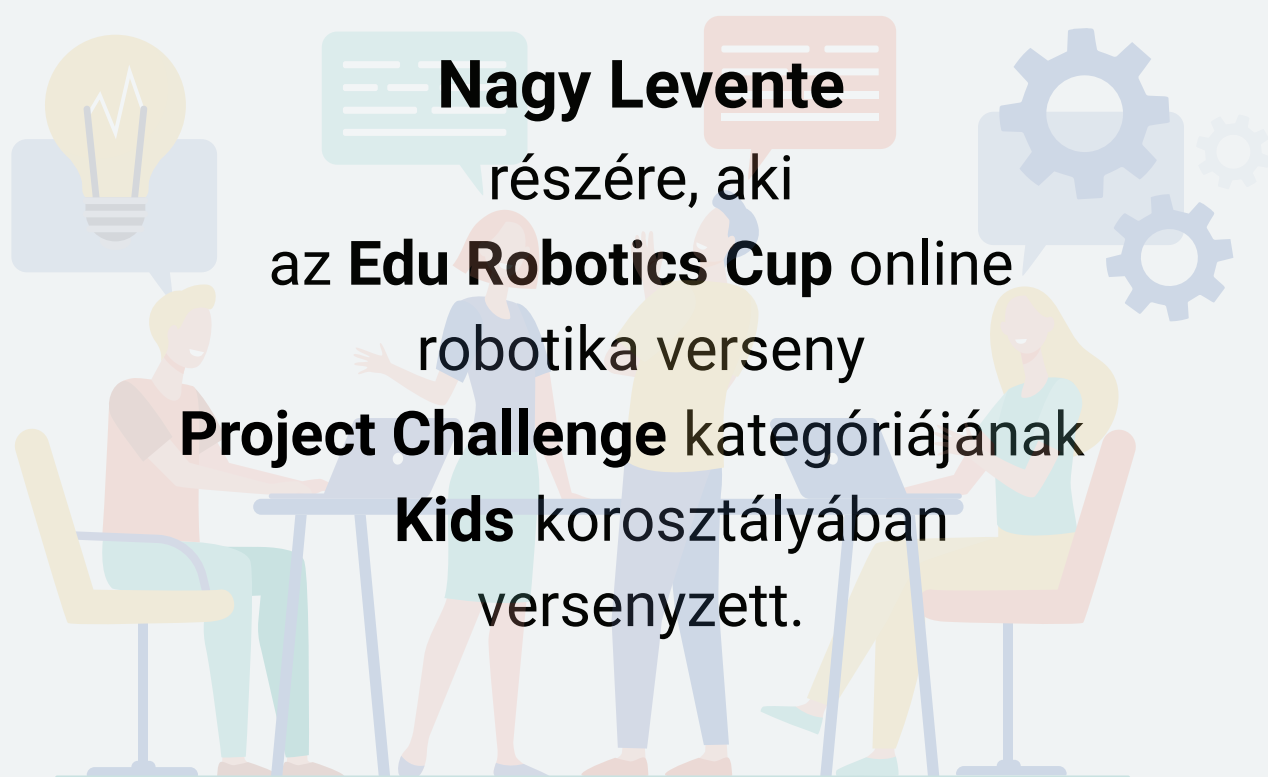 Nagy Levente
részére, aki
az Edu Robotics Cup online
robotika verseny
Project Challenge kategóriájának
Kids korosztályában
versenyzett.